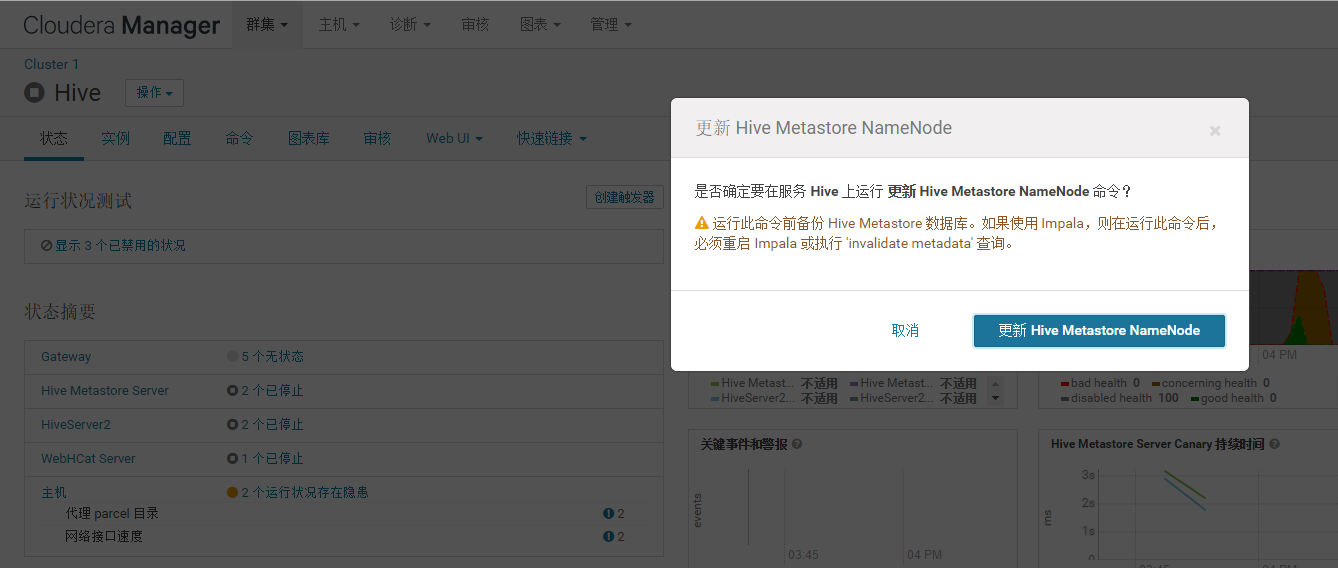 Cloudera Manager 群集 主机 诊断 审核 图表 管理
Cluster 1
Hive 操作
状态 实例 配置 命令 图表库 审核 Web UI 快速链接
运行状况测试 创建触发器
显示 3 个已禁用的状况
状态摘要
Gateway 5 个无状态
Hive Metastore Server 2 个已停止
HiveServer2 2 个已停止
WebHCat Server 1 个已停止
主机 2 个运行状况存在隐患
代理 parcel 目录 2
网络接口速度 2
更新 Hive Metastore NameNode
是否确定要在服务 Hive 上运行 更新 Hive Metastore NameNode 命令？
运行此命令前备份 Hive Metastore 数据库。如果使用 Impala，则在运行此命令后，
必须重启 Impala 或执行 'invalidate metadata' 查询。
取消 更新 Hive Metastore NameNode
04 PM
Hive Metast... 不适用 Hive Metast... 不适用
HiveServer2... 不适用 HiveServer2... 不适用
bad health 0 concerning health 0
disabled health 100 good health 0
关键事件和警报
events
03:45 04 PM
Hive Metastore Server Canary 持续时间
ms
3s
2s
1s
0
03:45 04 PM